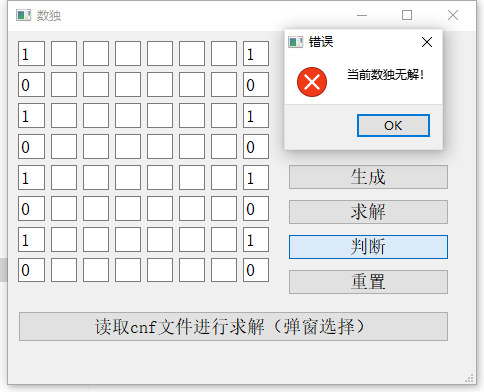 数独
错误
当前数独无解!
OK
1 1
0 0
1 1
0 0
1 1
0 0
1 1
0 0
生成
求解
判断
重置
读取cnf文件进行求解（弹窗选择）